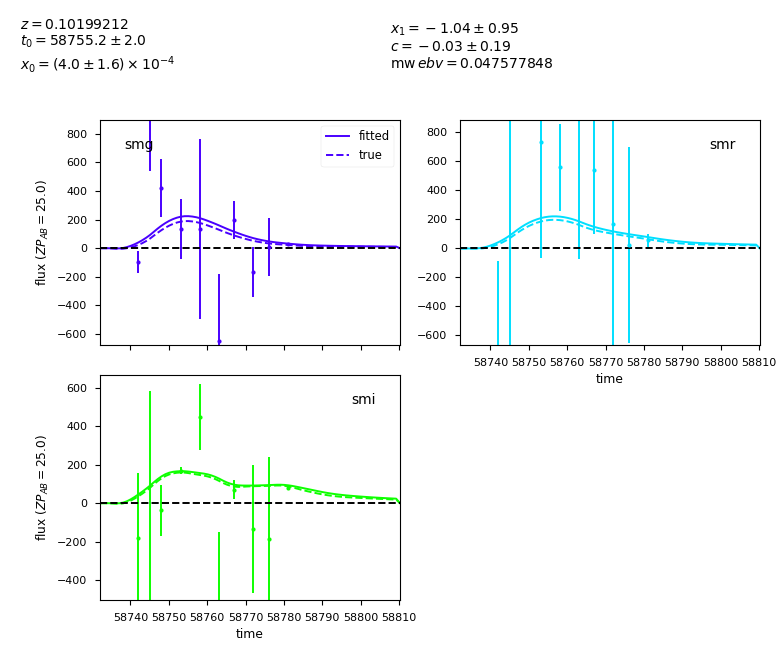 z = 0.10199212
t₀ = 58755.2 ± 2.0
x₀ = (4.0 ± 1.6) × 10⁻⁴
x₁ = −1.04 ± 0.95
c = −0.03 ± 0.19
mw ebv = 0.047577848
smg
fitted
true
800
600
400
200
0
−200
−400
−600
flux (ZP_AB = 25.0)
smr
800
600
400
200
0
−200
−400
−600
58740 58750 58760 58770 58780 58790 58800 58810
time
smi
600
400
200
0
−200
−400
flux (ZP_AB = 25.0)
58740 58750 58760 58770 58780 58790 58800 58810
time